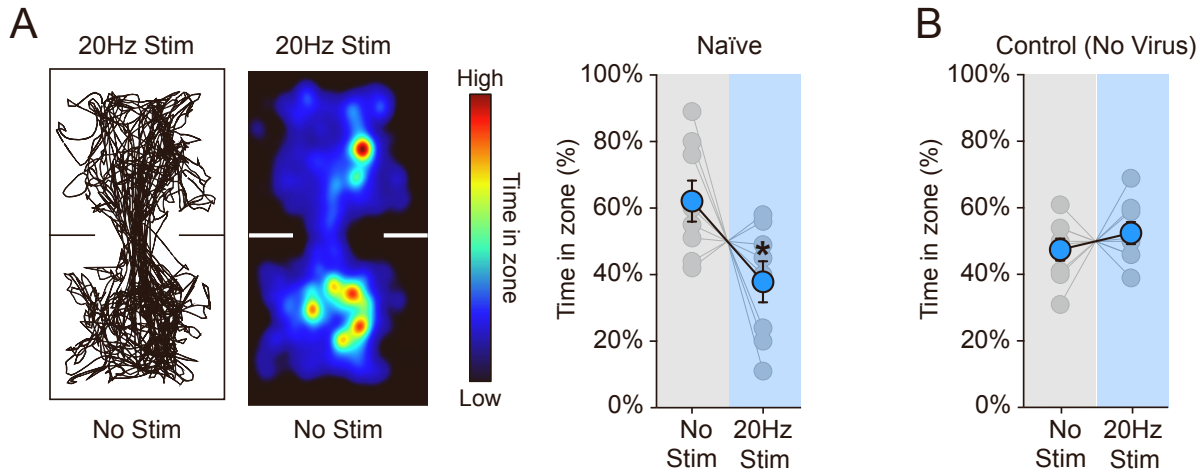 A
20Hz Stim
No Stim
20Hz Stim
No Stim
High
Time in zone
Low
Naïve
Time in zone (%)
100%
80%
60%
40%
20%
0%
*
No
Stim
20Hz
Stim
B
Control (No Virus)
Time in zone (%)
100%
80%
60%
40%
20%
0%
No
Stim
20Hz
Stim